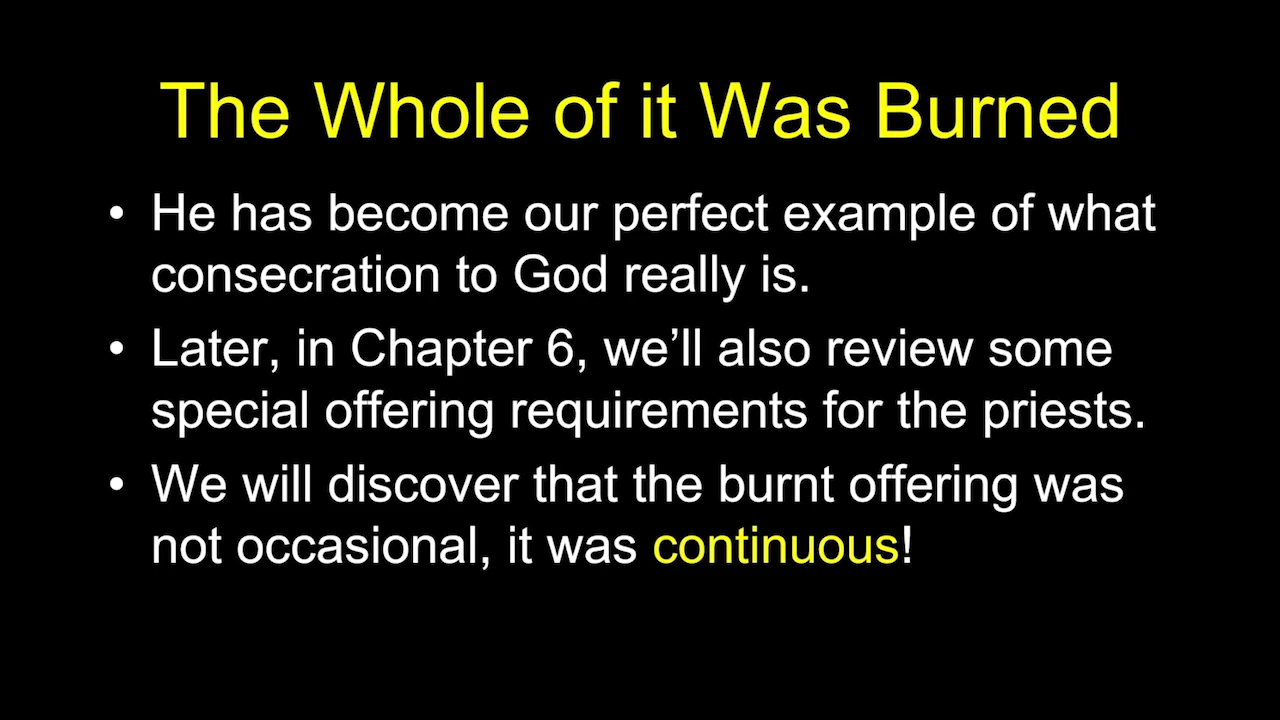 The Whole of it Was Burned
• He has become our perfect example of what
consecration to God really is.
• Later, in Chapter 6, we’ll also review some
special offering requirements for the priests.
• We will discover that the burnt offering was
not occasional, it was continuous!